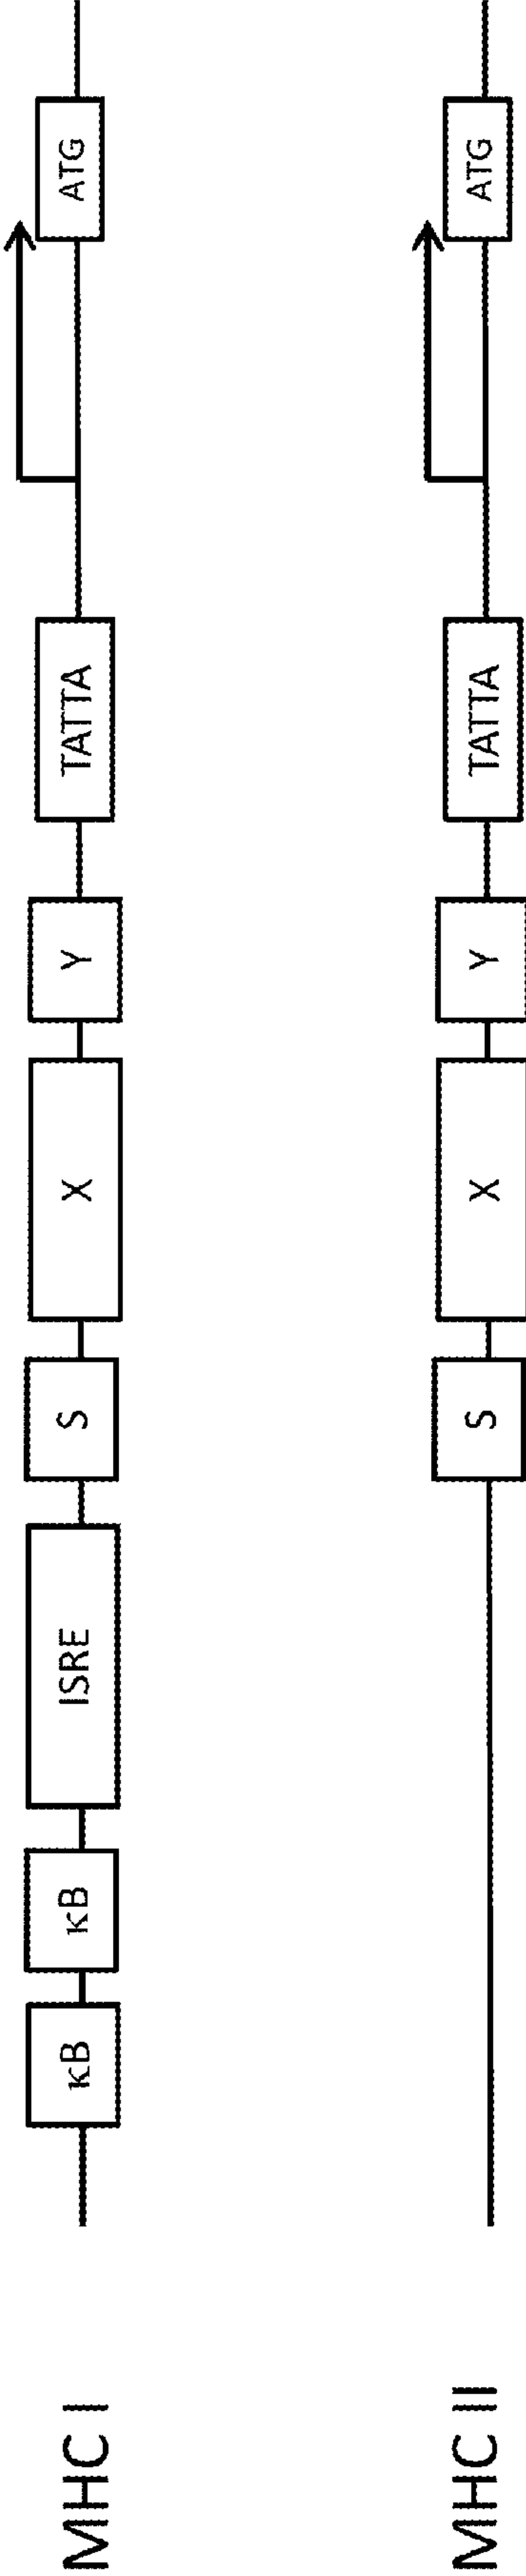 MHC I κB κB ISRE S X Y TATTA ATG
MHC II S X Y TATTA ATG